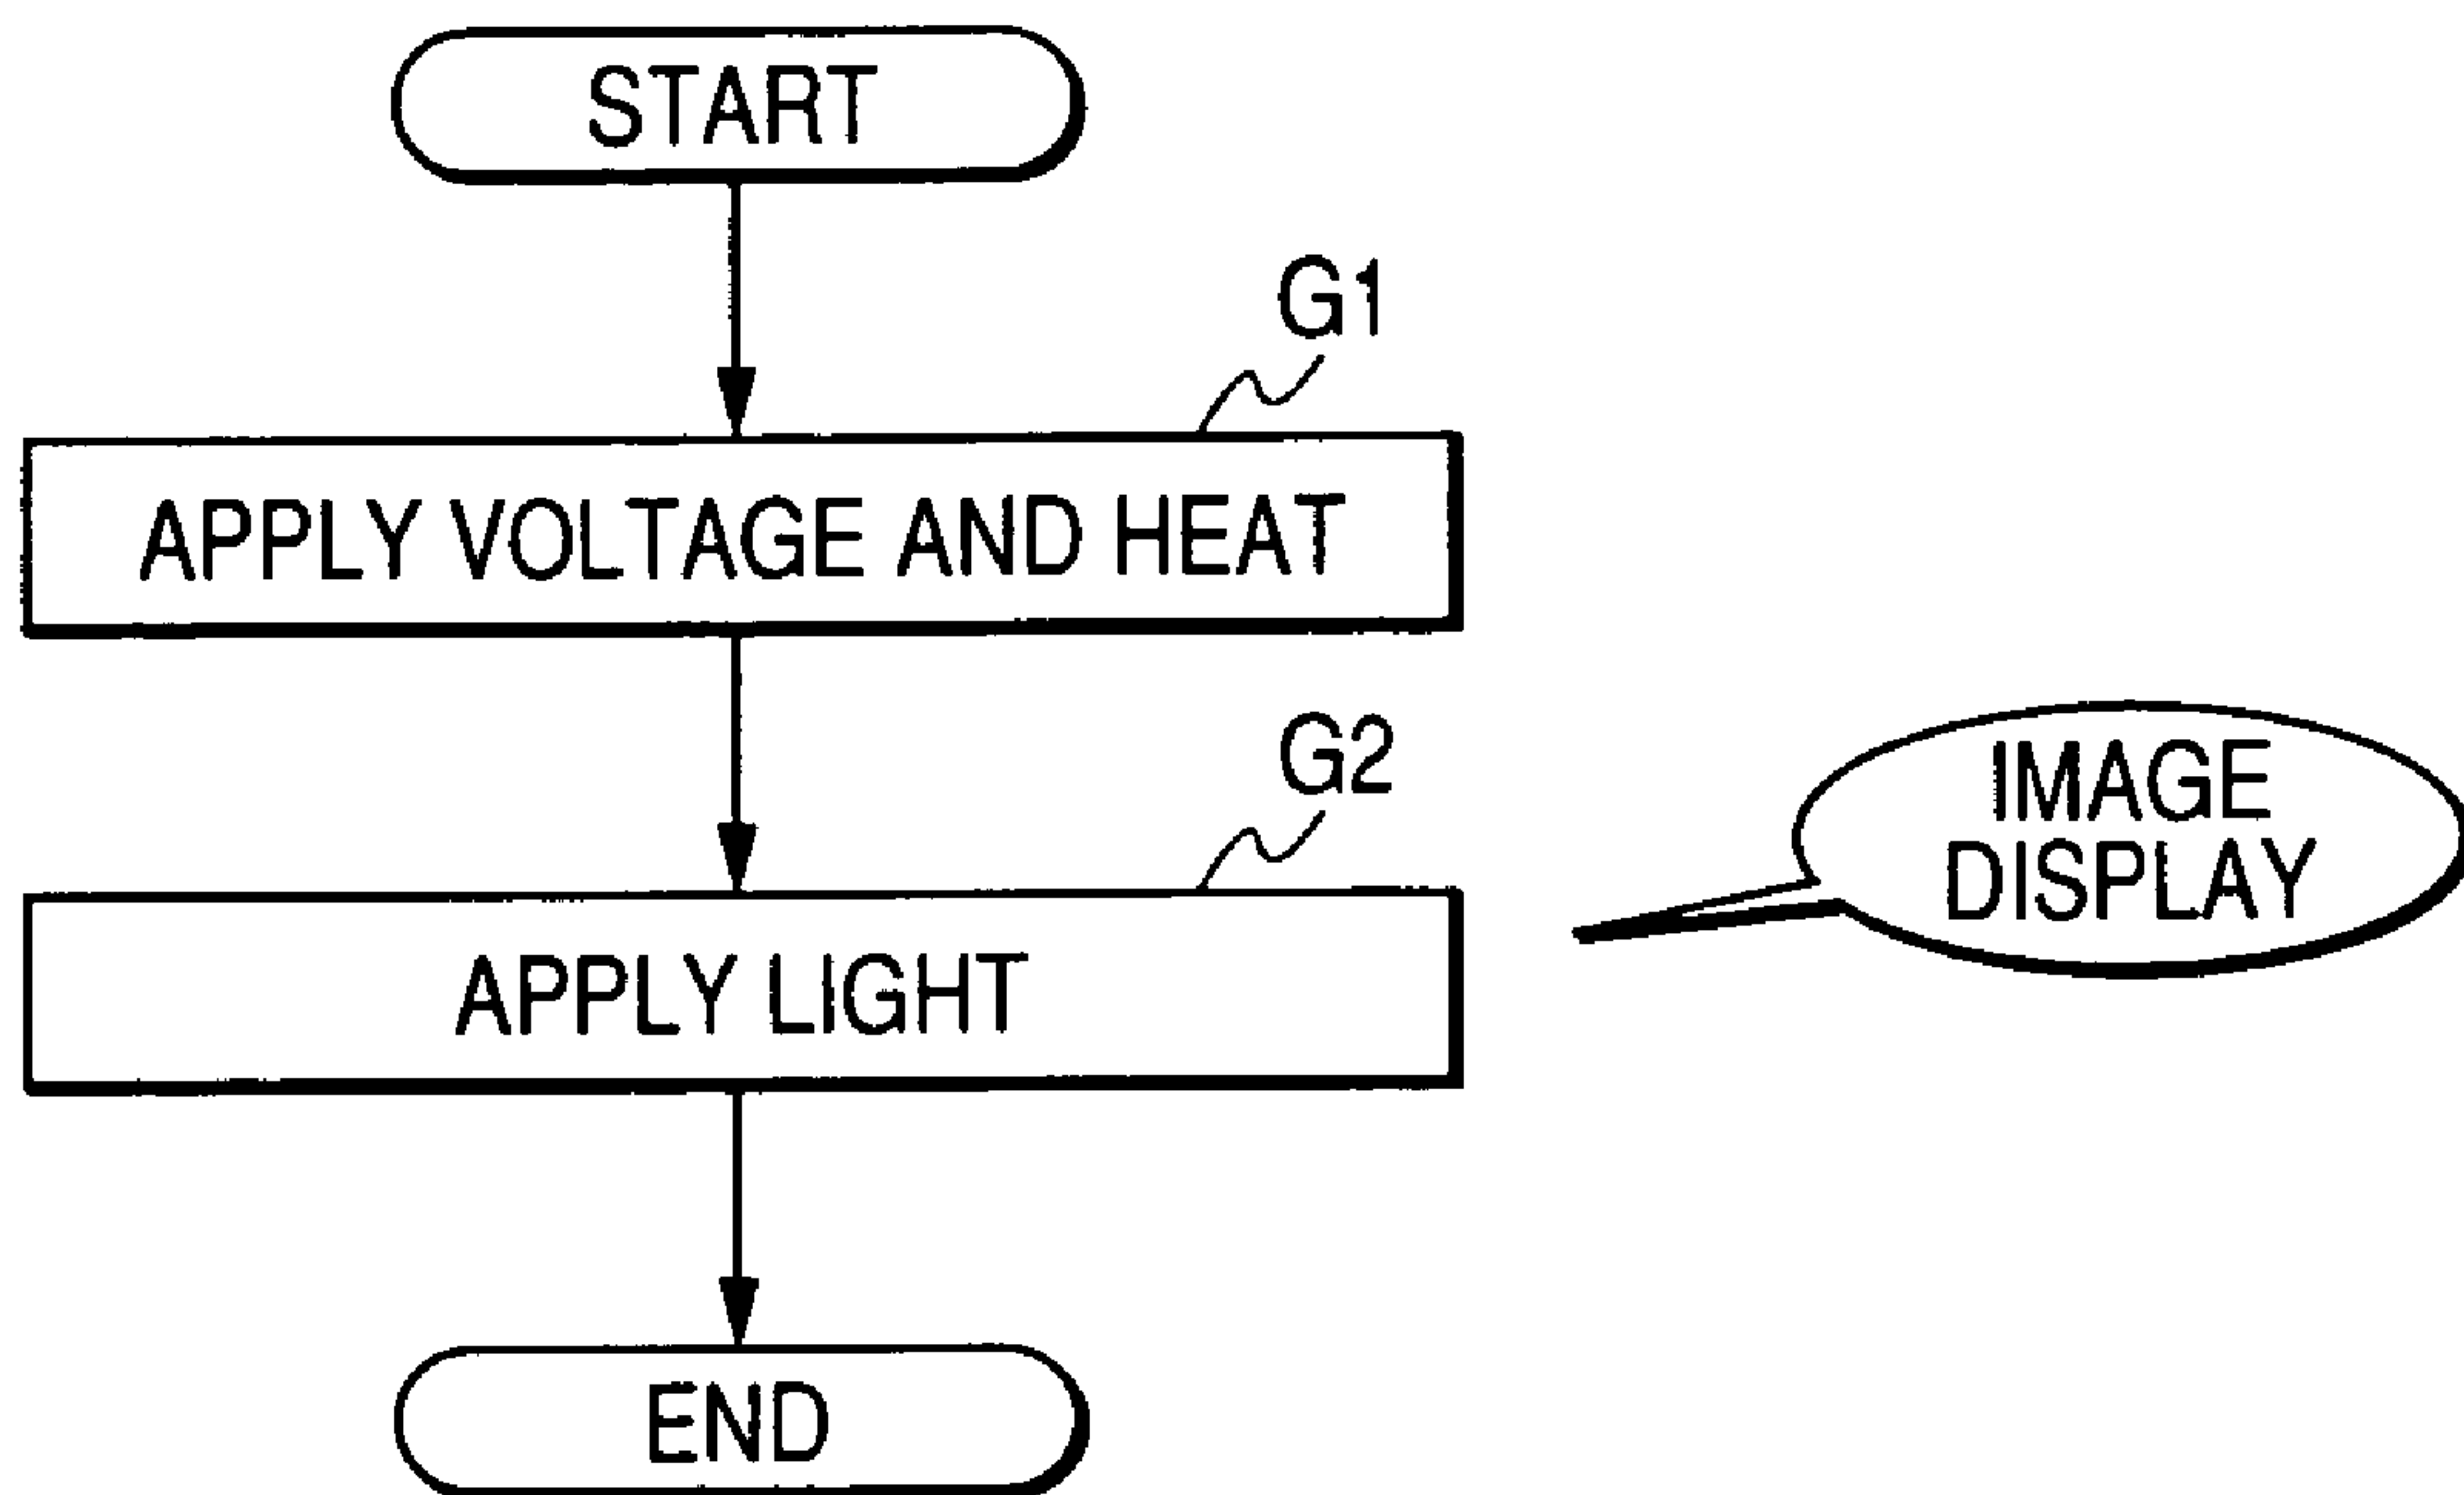 START
G1
APPLY VOLTAGE AND HEAT
G2
IMAGE
DISPLAY
APPLY LIGHT
END